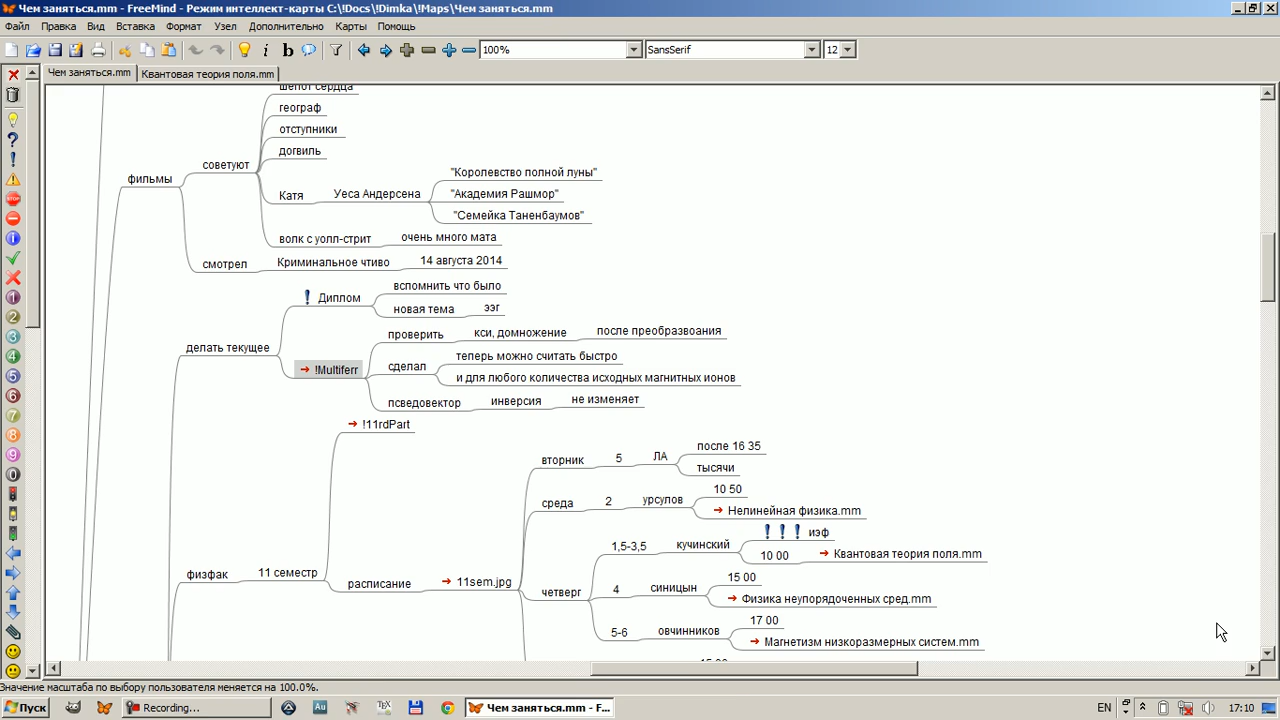 Чем заняться.mm - FreeMind - Режим интеллект-карты C:\!Docs\!Dimka\!Maps\Чем заняться.mm
Файл Правка Вид Вставка Формат Узел Дополнительно Карты Помощь
100% SansSerif 12
Чем заняться.mm Квантовая теория поля.mm
шепот сердца
географ
отступники
догвиль
советуют
фильмы
"Королевство полной луны"
Катя Уеса Андерсена "Академия Рашмор"
"Семейка Таненбаумов"
волк с уолл-стрит очень много мата
смотрел Криминальное чтиво 14 августа 2014
Диплом вспомнить что было
новая тема ээг
делать текущее
проверить кси, домножение после преобразвоания
!Multiferr
сделал теперь можно считать быстро
и для любого количества исходных магнитных ионов
псведовектор инверсия не изменяет
!11rdPart
вторник 5 ЛА после 16 35
тысячи
среда 2 урсулов 10 50
Нелинейная физика.mm
1,5-3,5 кучинский иэф
10 00 Квантовая теория поля.mm
физфак 11 семестр расписание 11sem.jpg
четверг 4 синицын 15 00
Физика неупорядоченных сред.mm
5-6 овчинников 17 00
Магнетизм низкоразмерных систем.mm
Значение масштаба по выбору пользователя меняется на 100.0%.
Пуск Recording... Чем заняться.mm - F... EN 17:10